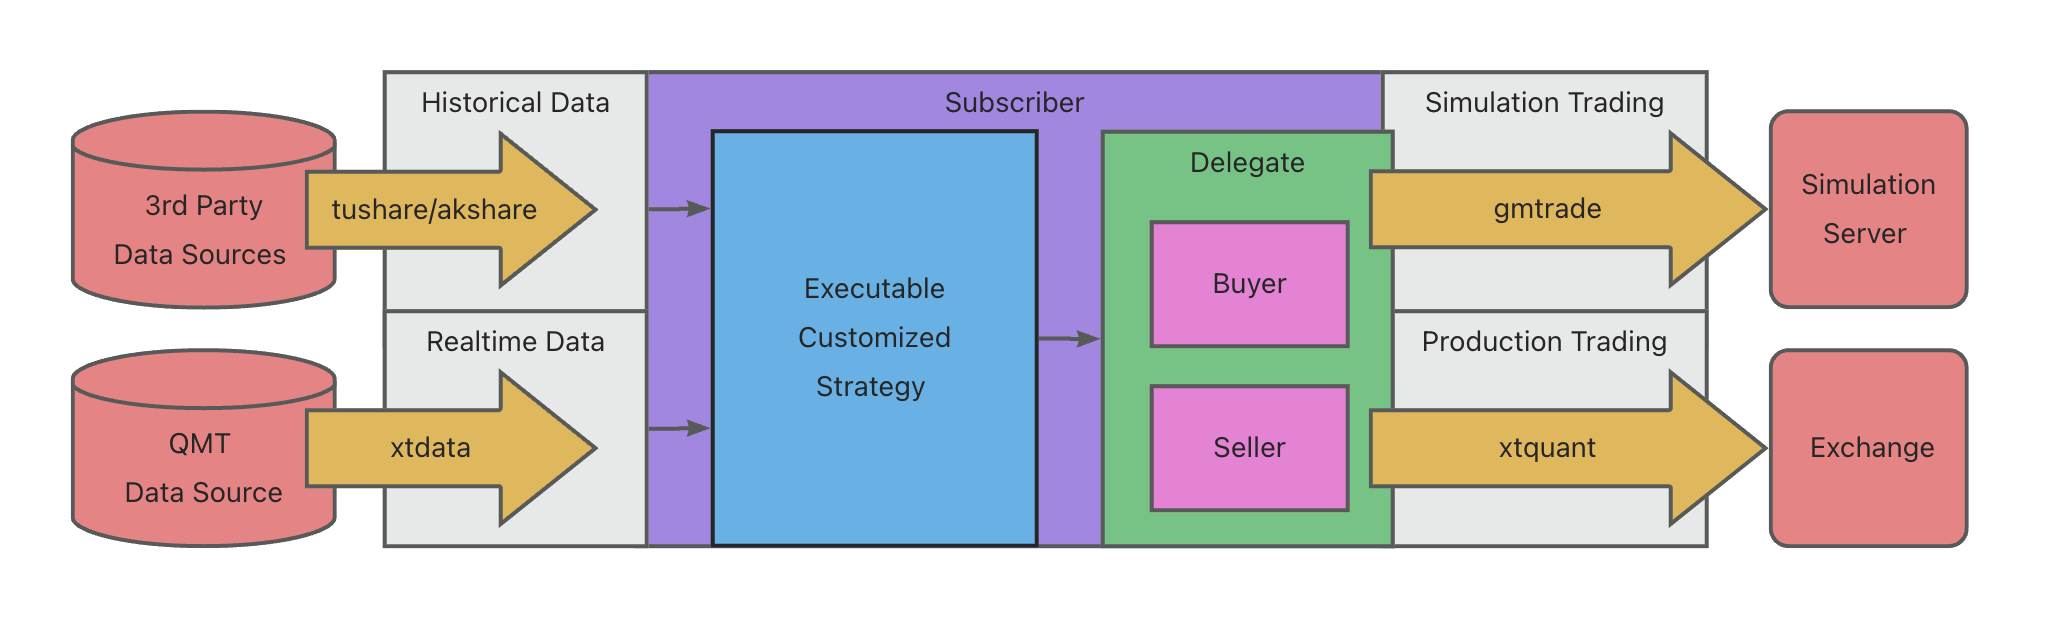 Historical Data
Subscriber
Simulation Trading
Delegate
3rd Party
Data Sources
tushare/akshare
gmtrade
Simulation
Server
Executable
Customized
Strategy
Buyer
Realtime Data
Production Trading
QMT
Data Source
xtdata
Seller
xtquant
Exchange